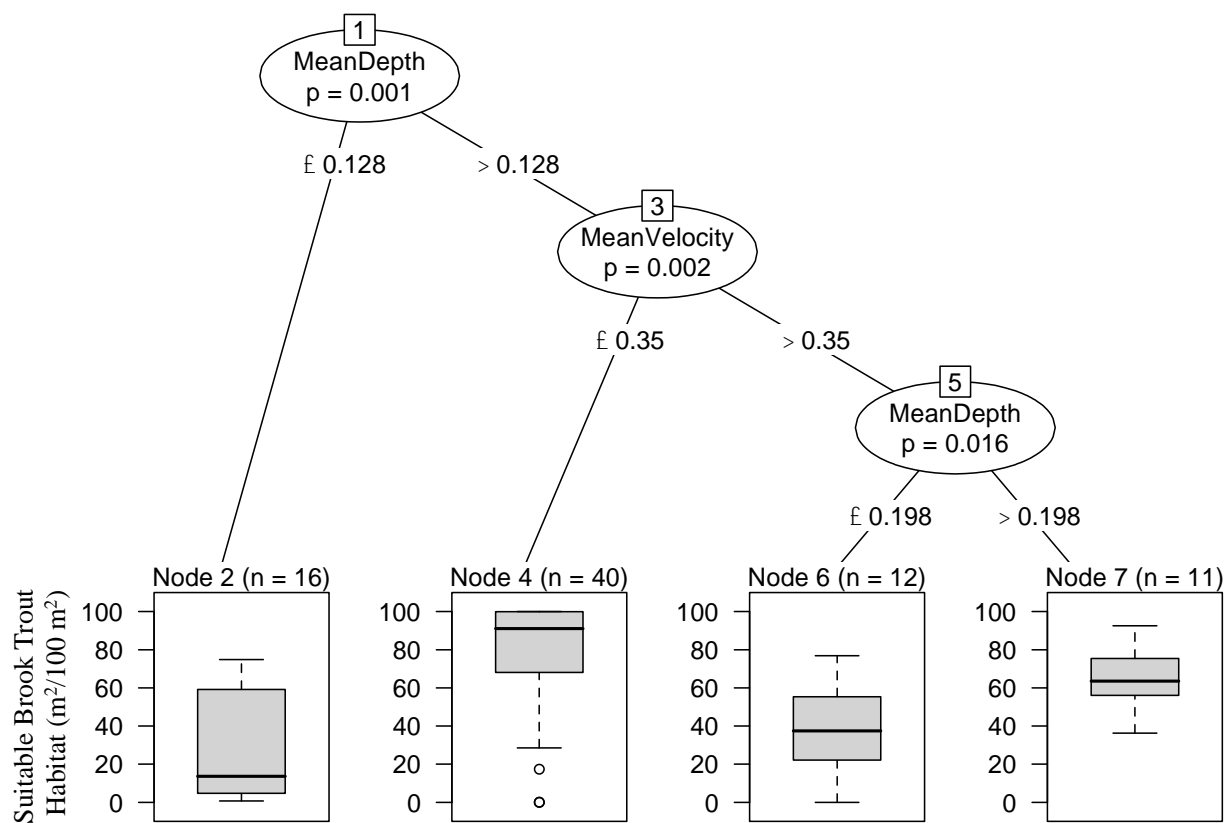 1
MeanDepth
p = 0.001
£ 0.128
> 0.128
3
MeanVelocity
p = 0.002
£ 0.35
> 0.35
5
MeanDepth
p = 0.016
£ 0.198
> 0.198
Suitable Brook Trout
Habitat (m²/100 m²)
Node 2 (n = 16)
100
80
60
40
20
0
Node 4 (n = 40)
100
80
60
40
20
0
Node 6 (n = 12)
100
80
60
40
20
0
Node 7 (n = 11)
100
80
60
40
20
0